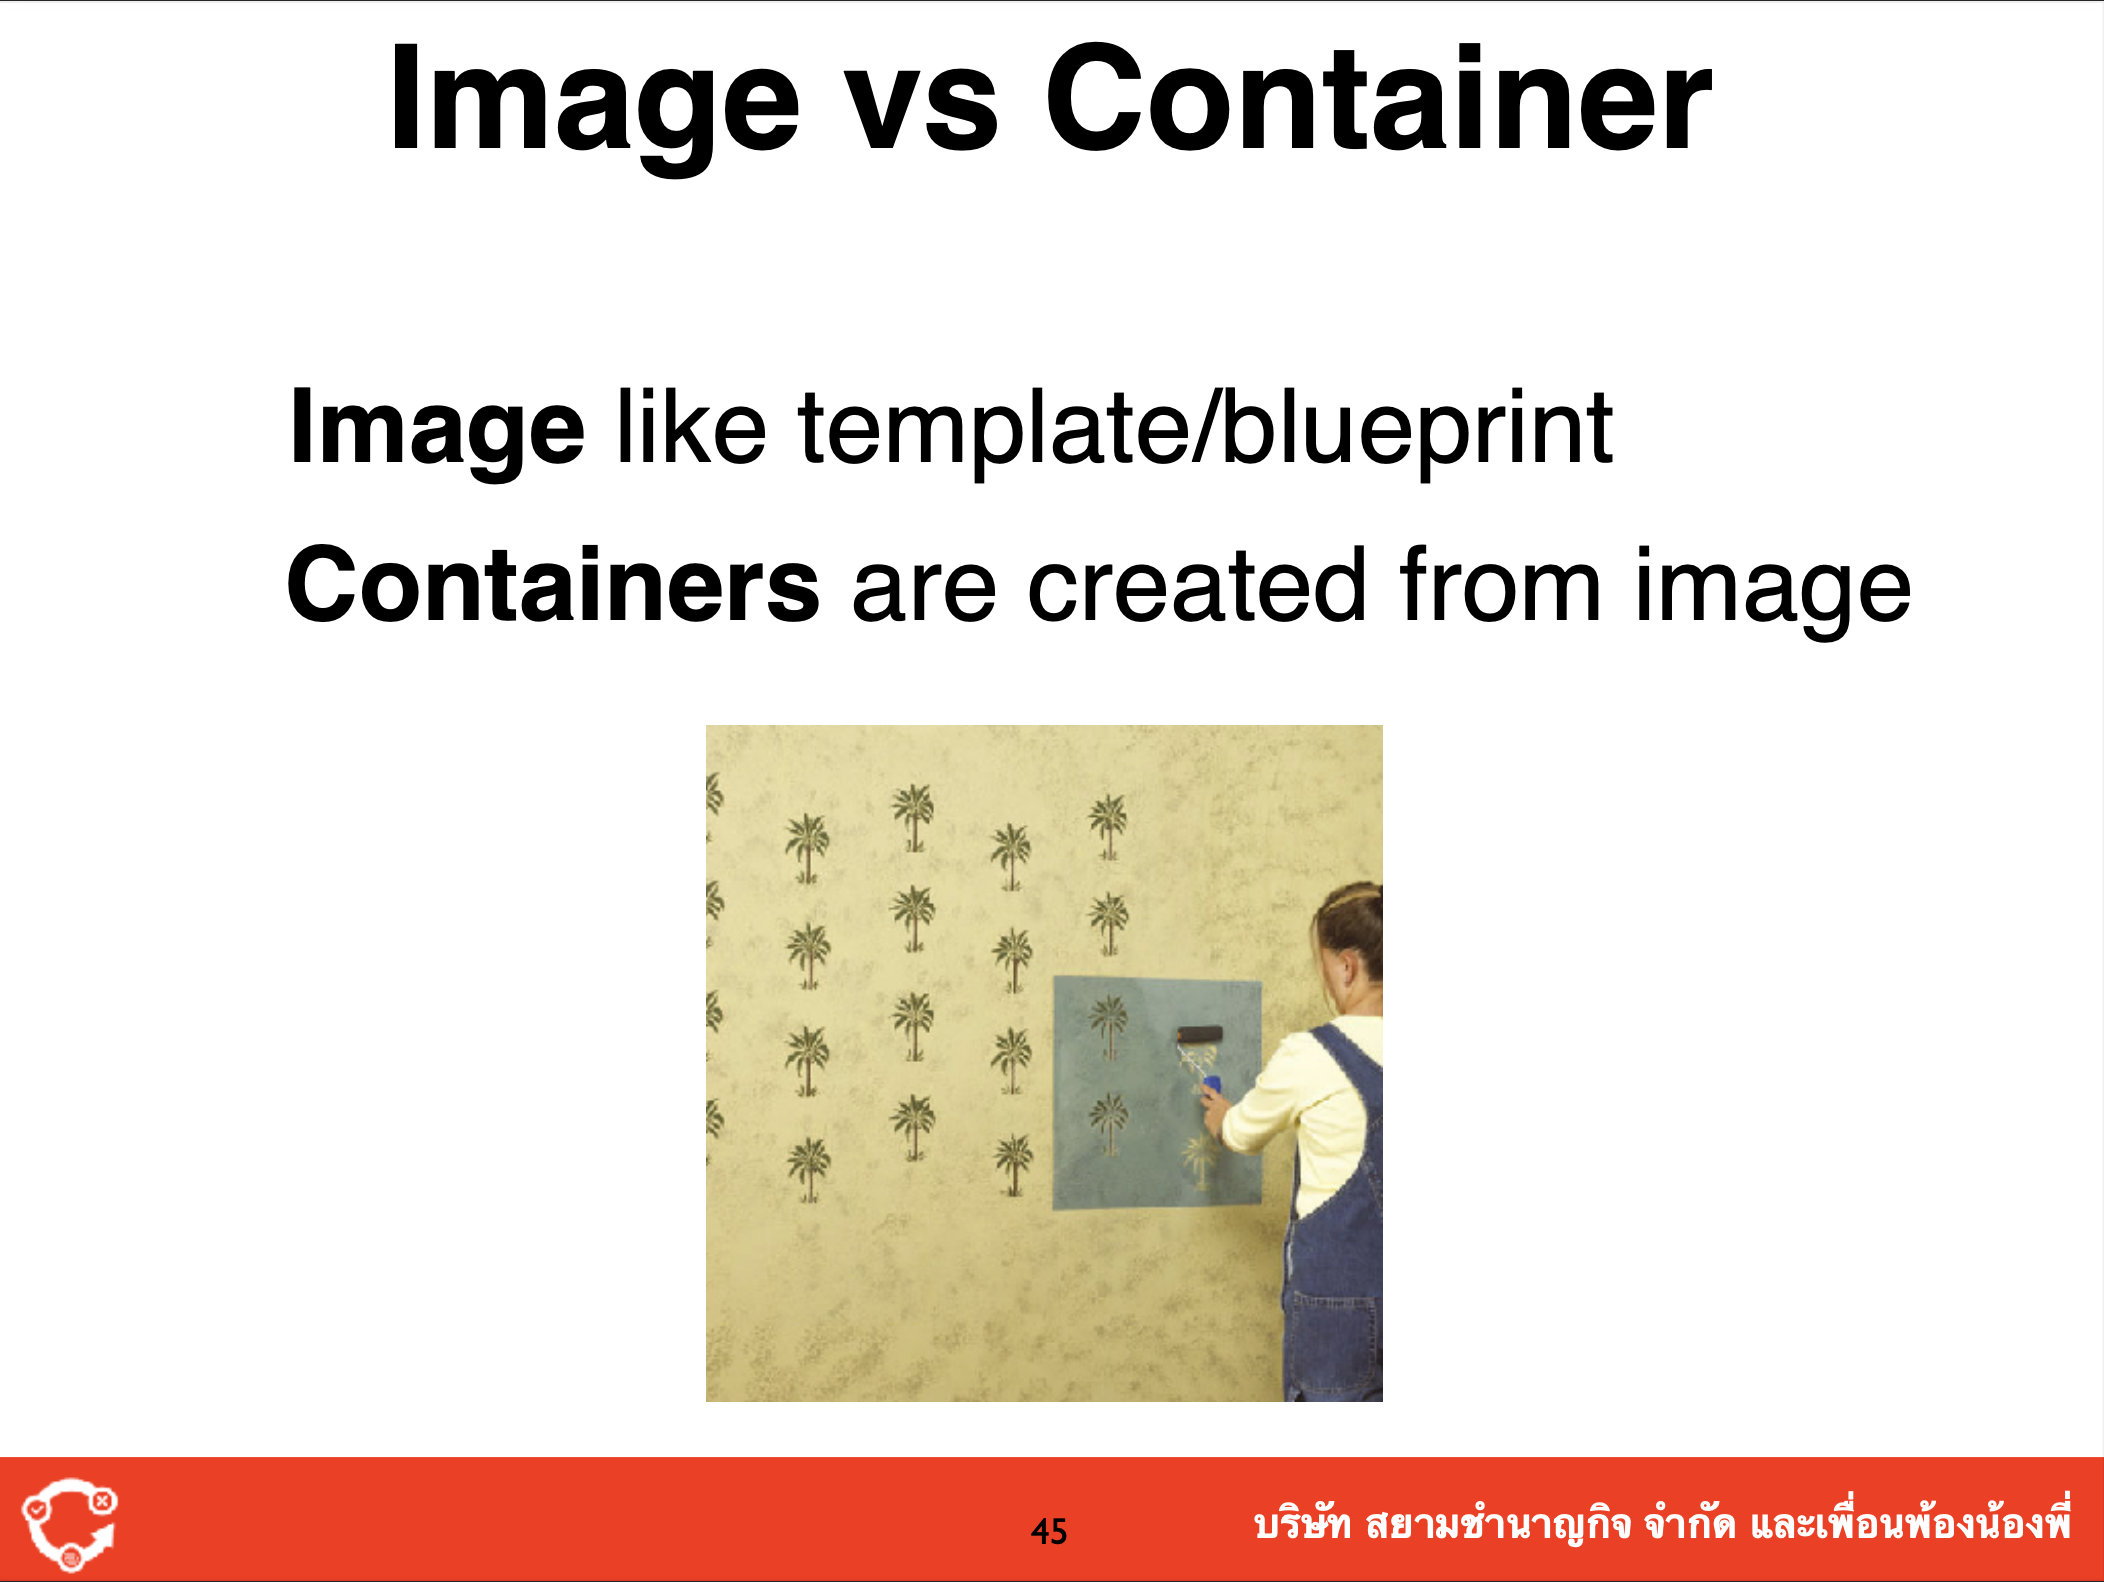 Image vs Container
Image like template/blueprint
Containers are created from image
45
บริษัท สยามชำนาญกิจ จำกัด และเพื่อนพ้องน้องพี่